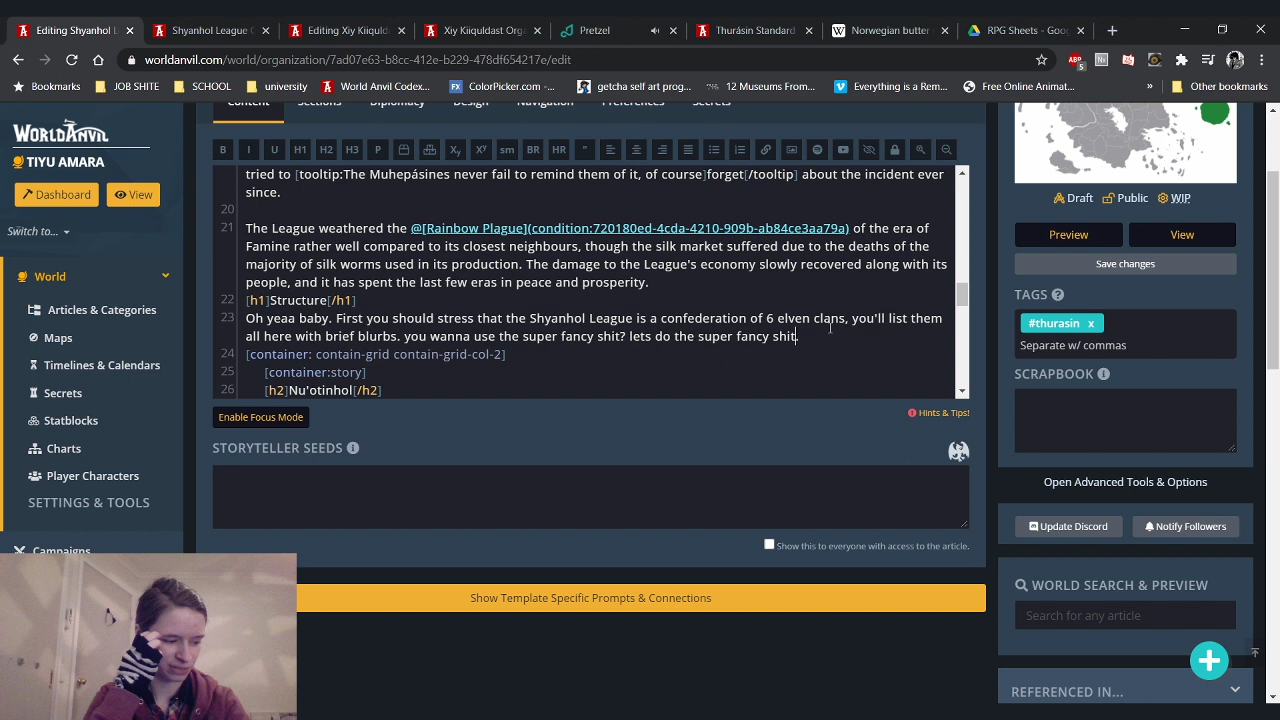 Editing Shyanhol L
Shyanhol League O
Editing Xiy Kiiquld
Xiy Kiiquldast Orga
Pretzel
Thurásin Standard
Norwegian butter
RPG Sheets - Goog
worldanvil.com/world/organization/7ad07e63-b8cc-412e-b229-478df654217e/edit
Bookmarks
JOB SHITE
SCHOOL
university
World Anvil Codex...
ColorPicker.com...
getcha self art prog...
12 Museums From...
Everything is a Rem...
Free Online Animat...
»
Other bookmarks
WORLDANVIL
TIYU AMARA
Dashboard
View
Switch to...
World
Articles & Categories
Maps
Timelines & Calendars
Secrets
Statblocks
Charts
Player Characters
SETTINGS & TOOLS
Campaigns
Content
Sections
Diplomacy
Design
Navigation
Preferences
Secrets
B I U H1 H2 H3 P Xy sm BR HR "
tried to [tooltip:The Muhepásines never fail to remind them of it, of course]forget[/tooltip] about the incident ever
since.
20
21 The League weathered the @[Rainbow Plague](condition:720180ed-4cda-4210-909b-ab84ce3aa79a) of the era of
Famine rather well compared to its closest neighbours, though the silk market suffered due to the deaths of the
majority of silk worms used in its production. The damage to the League's economy slowly recovered along with its
people, and it has spent the last few eras in peace and prosperity.
22 [h1]Structure[/h1]
23 Oh yeaa baby. First you should stress that the Shyanhol League is a confederation of 6 elven clans, you'll list them
all here with brief blurbs. you wanna use the super fancy shit? lets do the super fancy shit.
24 [container: contain-grid contain-grid-col-2]
25 [container:story]
26 [h2]Nu'otinhol[/h2]
Enable Focus Mode
Hints & Tips!
STORYTELLER SEEDS
Show this to everyone with access to the article.
Show Template Specific Prompts & Connections
Draft
Public
WIP
Preview
View
Save changes
TAGS
#thurasin x
Separate w/ commas
SCRAPBOOK
Open Advanced Tools & Options
Update Discord
Notify Followers
WORLD SEARCH & PREVIEW
Search for any article
REFERENCED IN...